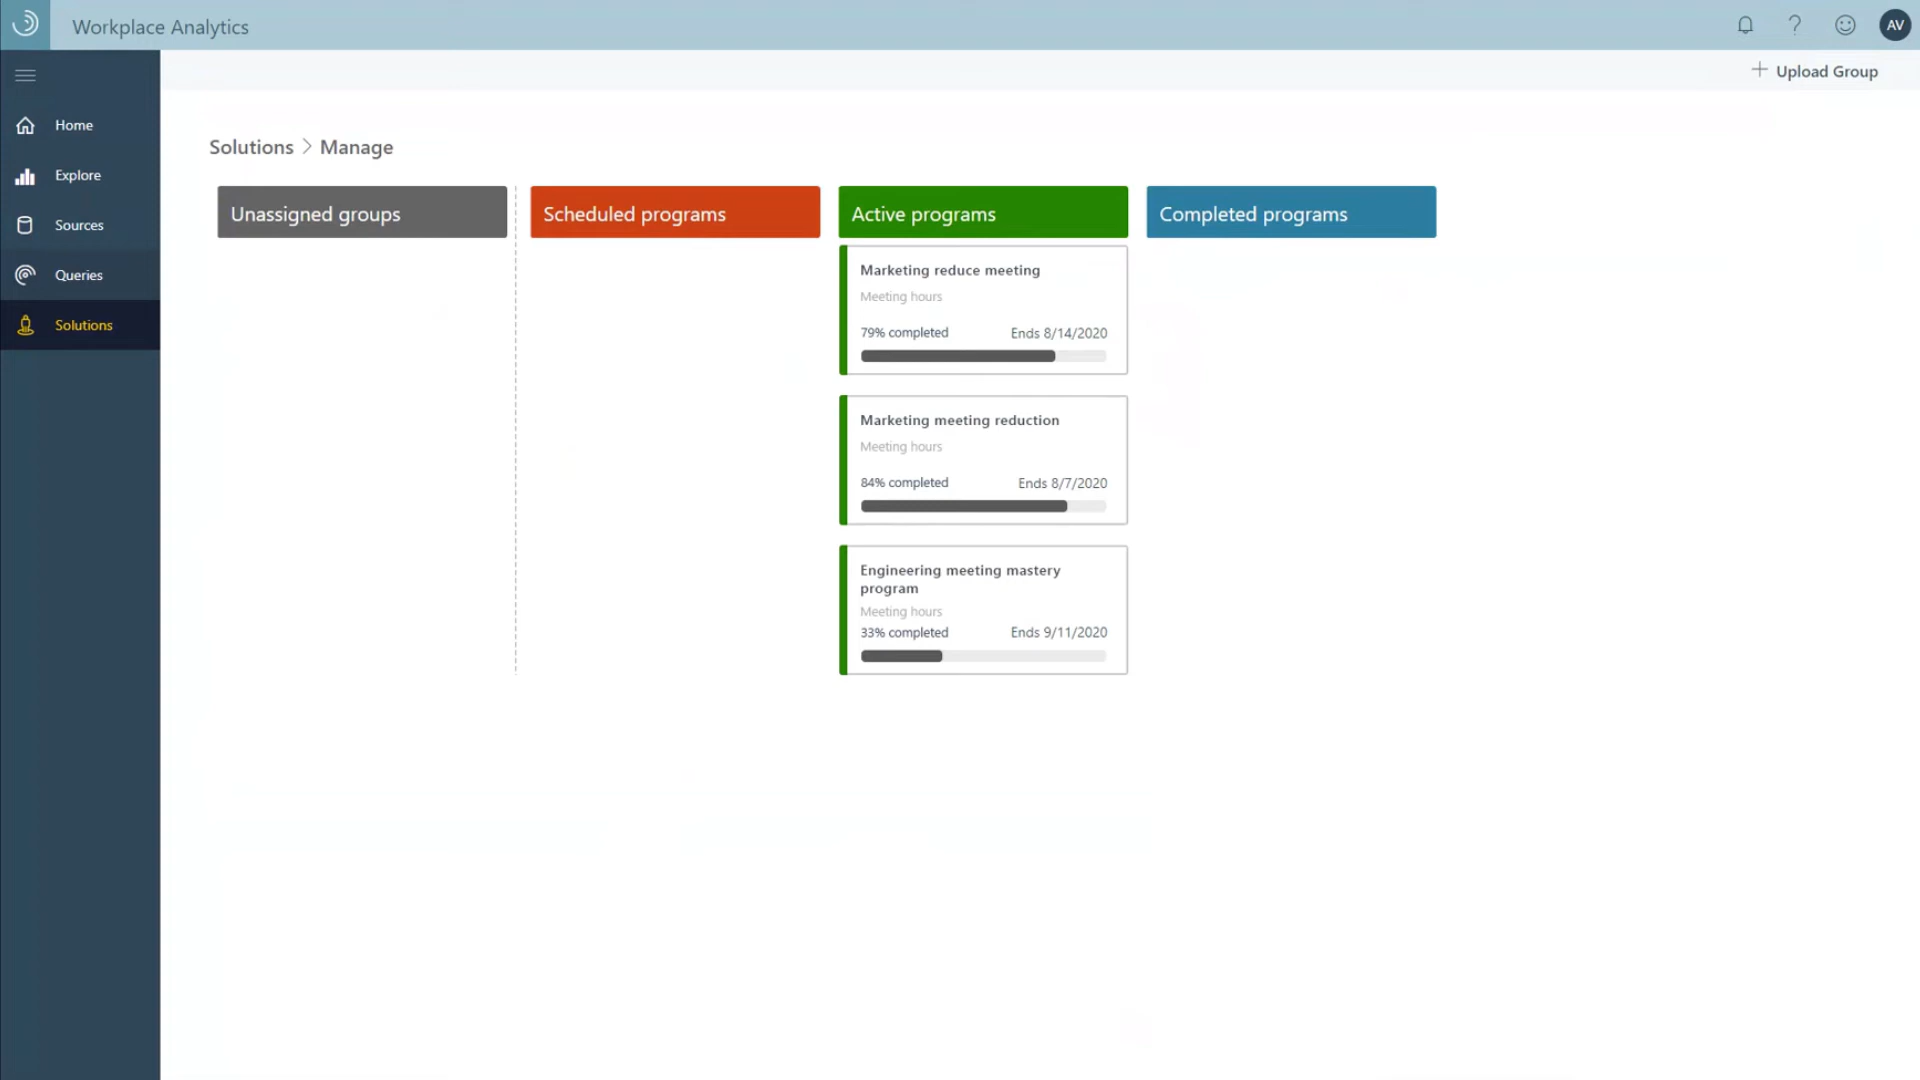 Workplace Analytics
AV
Upload Group
Home
Explore
Sources
Queries
Solutions
Solutions > Manage
Unassigned groups
Scheduled programs
Active programs
Completed programs
Marketing reduce meeting
Meeting hours
79% completed Ends 8/14/2020
Marketing meeting reduction
Meeting hours
84% completed Ends 8/7/2020
Engineering meeting mastery
program
Meeting hours
33% completed Ends 9/11/2020